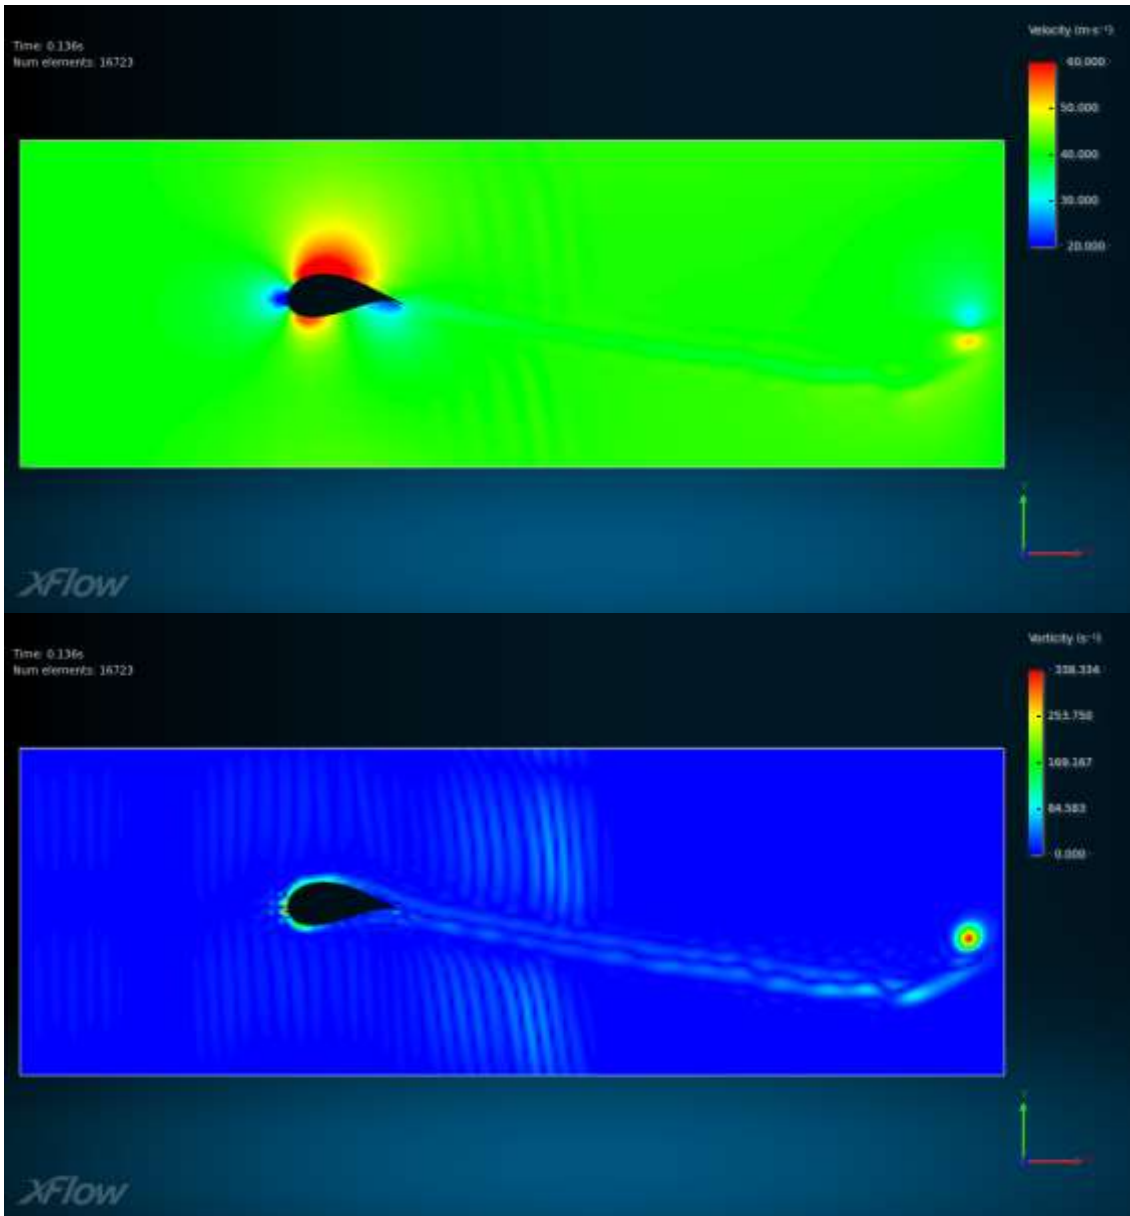 Velocity (m·s⁻¹)
Time: 0.136s
Num elements: 16723
60.000
50.000
40.000
30.000
20.000
Y
XFlow
Vorticity (s⁻¹)
Time: 0.136s
Num elements: 16723
338.334
253.750
169.167
84.583
0.000
Y
XFlow